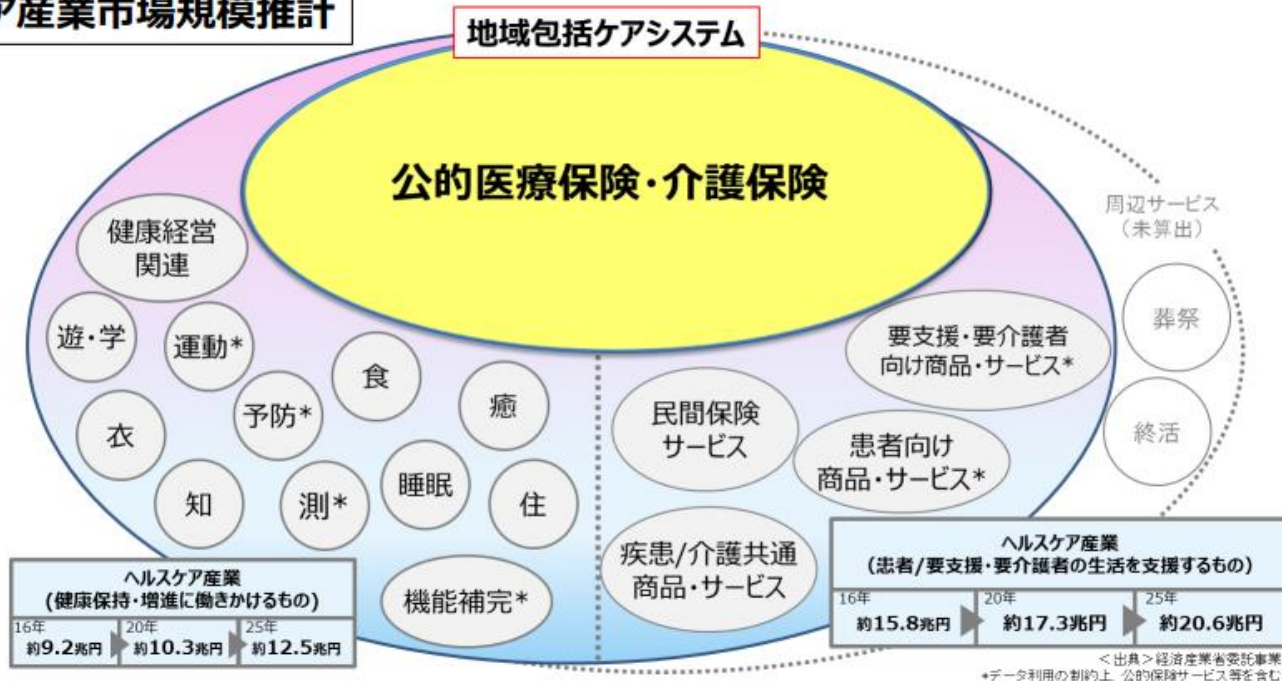 ア産業市場規模推計
地域包括ケアシステム
公的医療保険・介護保険
周辺サービス
（未算出）
健康経営
関連
遊・学
運動*
食
癒
衣
予防*
知
測*
睡眠
住
機能補完*
要支援・要介護者
向け商品・サービス*
民間保険
サービス
患者向け
商品・サービス*
疾患/介護共通
商品・サービス
葬祭
終活
ヘルスケア産業
(健康保持・増進に働きかけるもの)
16年
約9.2兆円
20年
約10.3兆円
25年
約12.5兆円
ヘルスケア産業
(患者/要支援・要介護者の生活を支援するもの)
16年
約15.8兆円
20年
約17.3兆円
25年
約20.6兆円
＜出典＞経済産業省委託事業
*データ利用の制約上、公的保険サービス等を含む